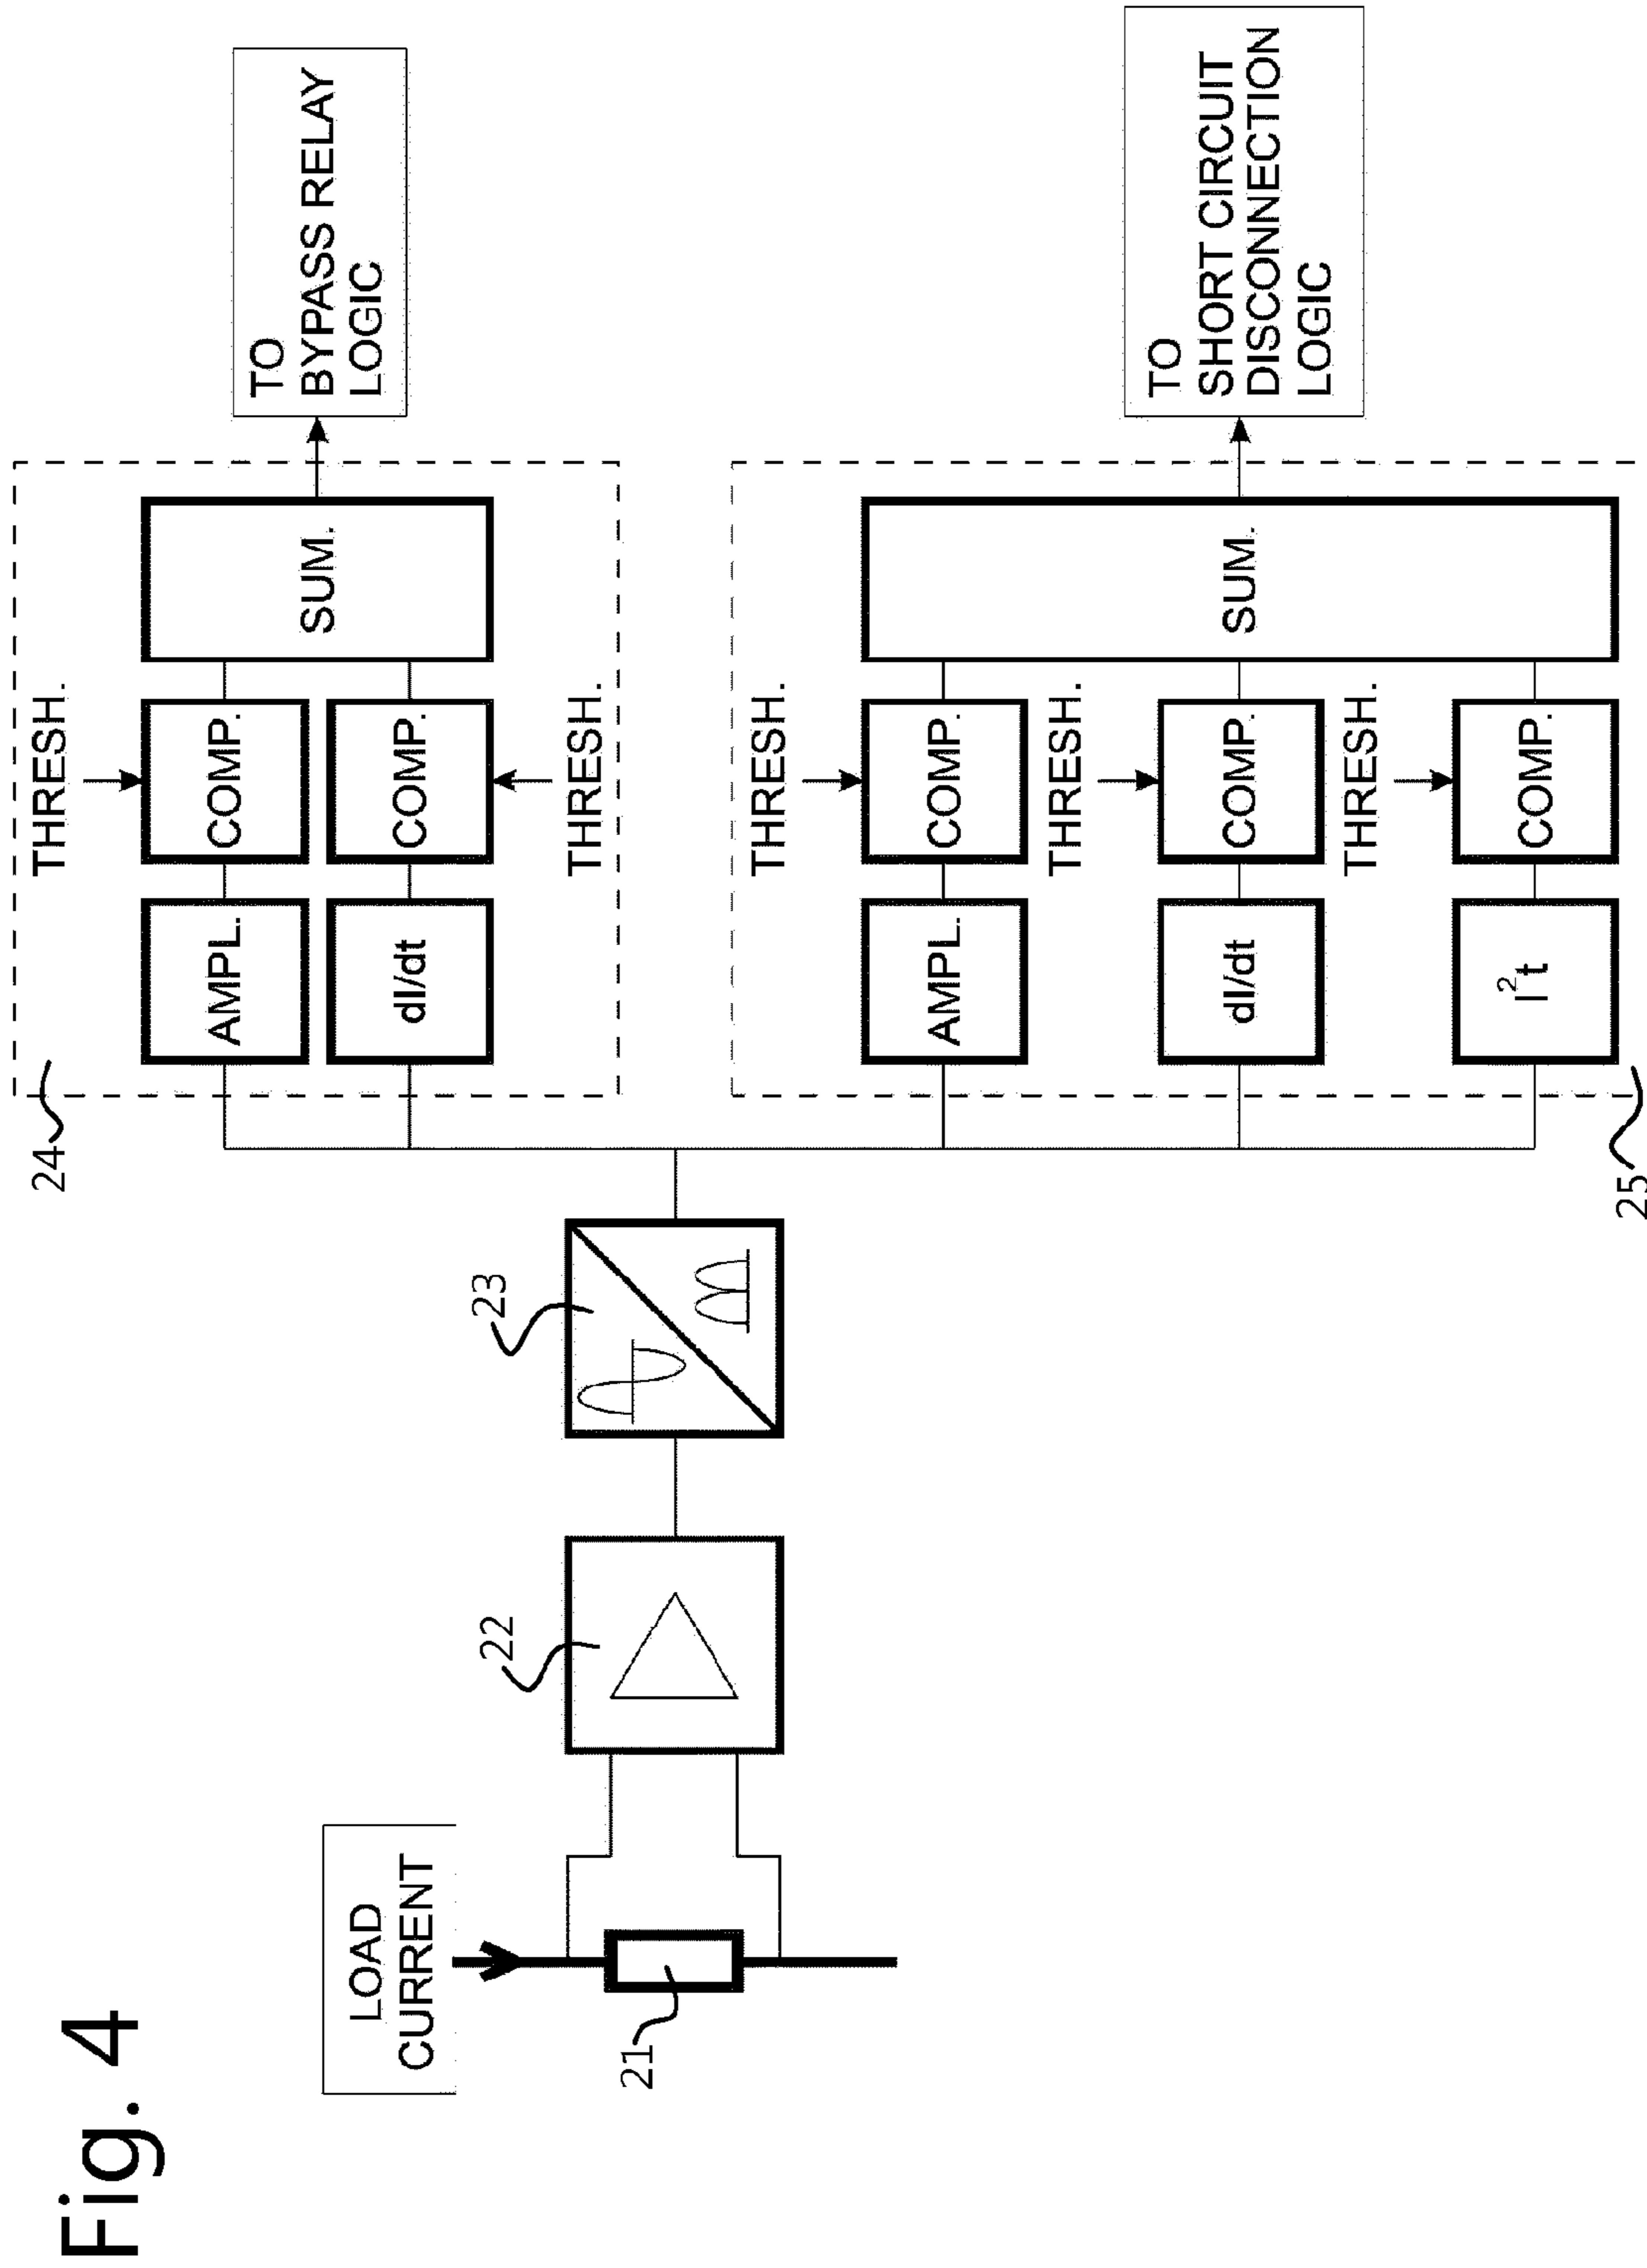 Fig. 4
LOAD
CURRENT
21
22
23
24
THRESH.
AMPL.
COMP.
dI/dt
COMP.
THRESH.
SUM.
TO
BYPASS RELAY
LOGIC
25
THRESH.
AMPL.
COMP.
THRESH.
dI/dt
COMP.
THRESH.
I²t
COMP.
SUM.
TO
SHORT CIRCUIT
DISCONNECTION
LOGIC